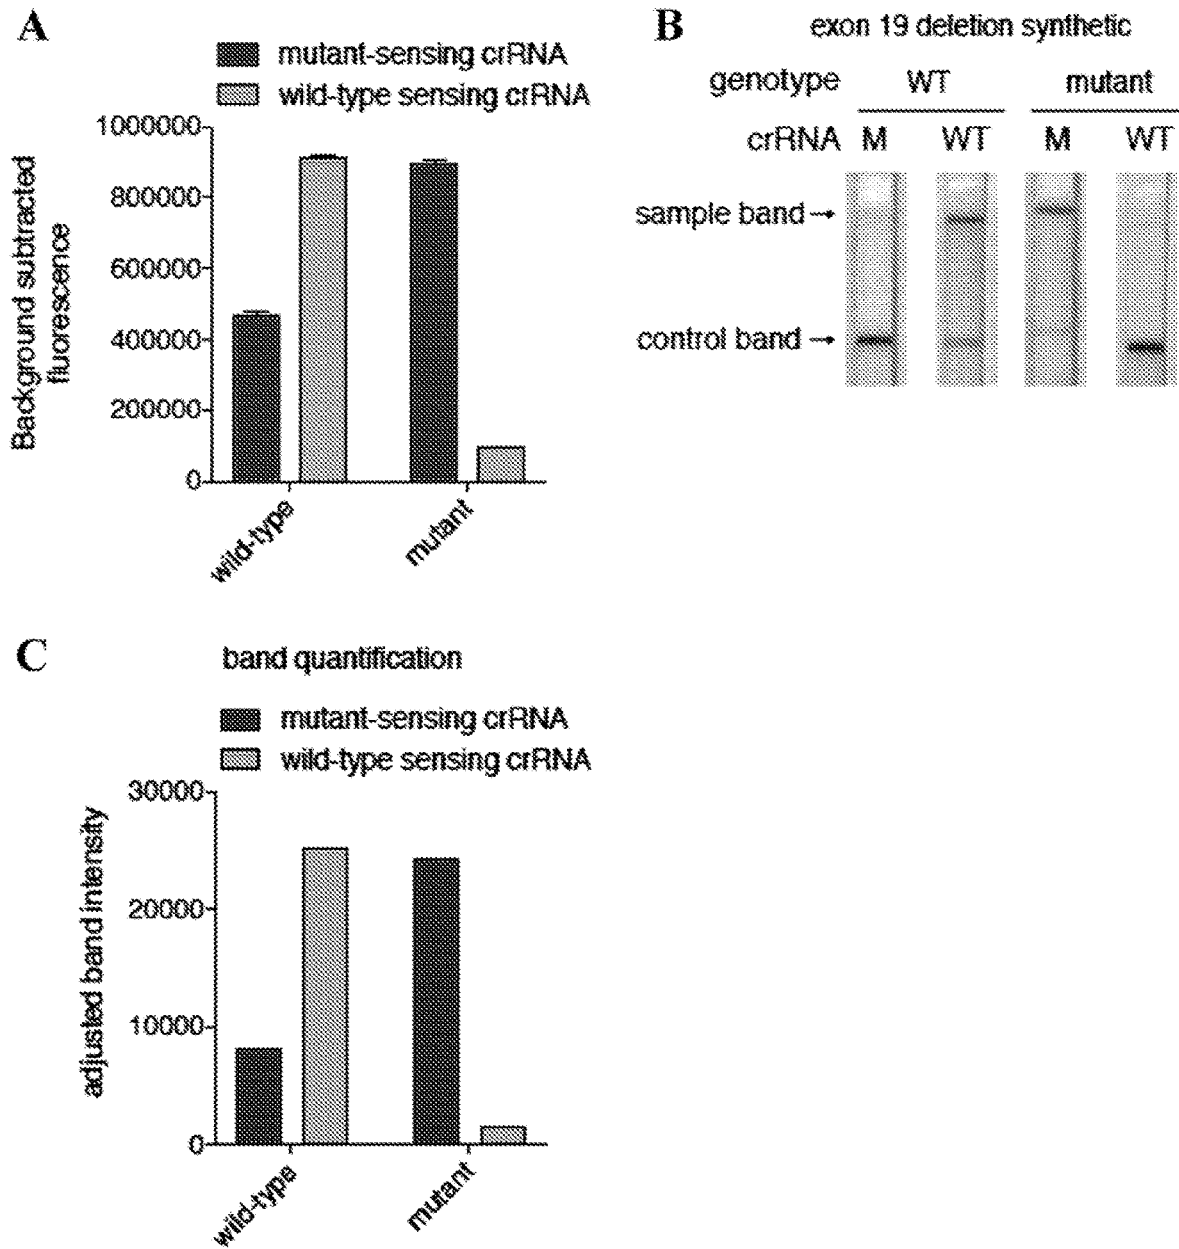 A
mutant-sensing crRNA
wild-type sensing crRNA
Background subtracted
fluorescence
1000000
800000
600000
400000
200000
0
wild-type
mutant
B
exon 19 deletion synthetic
genotype WT mutant
crRNA M WT M WT
sample band
control band
C
band quantification
mutant-sensing crRNA
wild-type sensing crRNA
adjusted band intensity
30000
20000
10000
0
wild-type
mutant